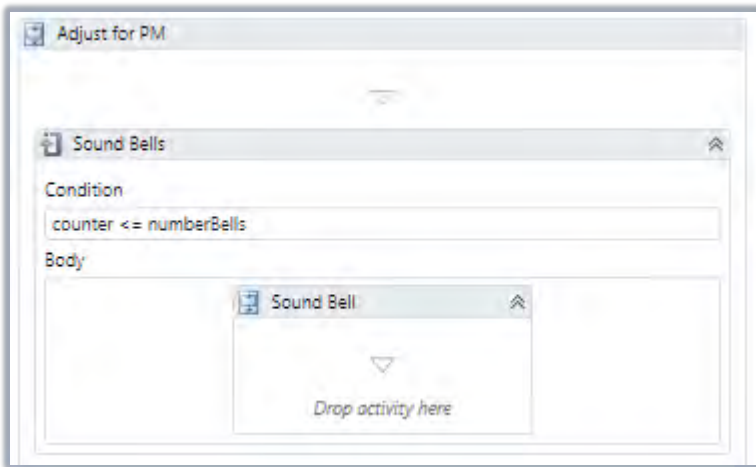 Adjust for PM
Sound Bells
Condition
counter <= numberBells
Body
Sound Bell
Drop activity here